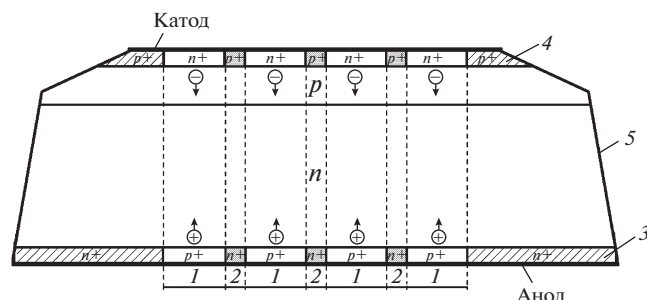 Катод
p+ n+ p+ n+ p+ n+ p+ n+ p+ 4
− − − −
p
5
n
+ + + +
3
n+ p+ n+ p+ n+ p+ n+ p+ n+
1 2 1 2 1 2 1
Анод